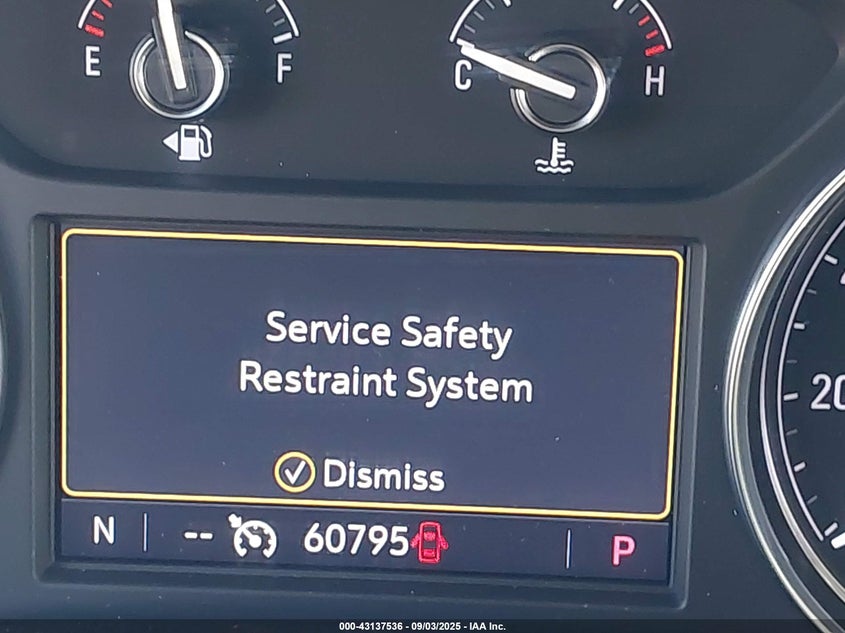 E F
C H
Service Safety
Restraint System
Dismiss
20
N -- 60795 P
000-43137536 - 09/03/2025 - IAA Inc.